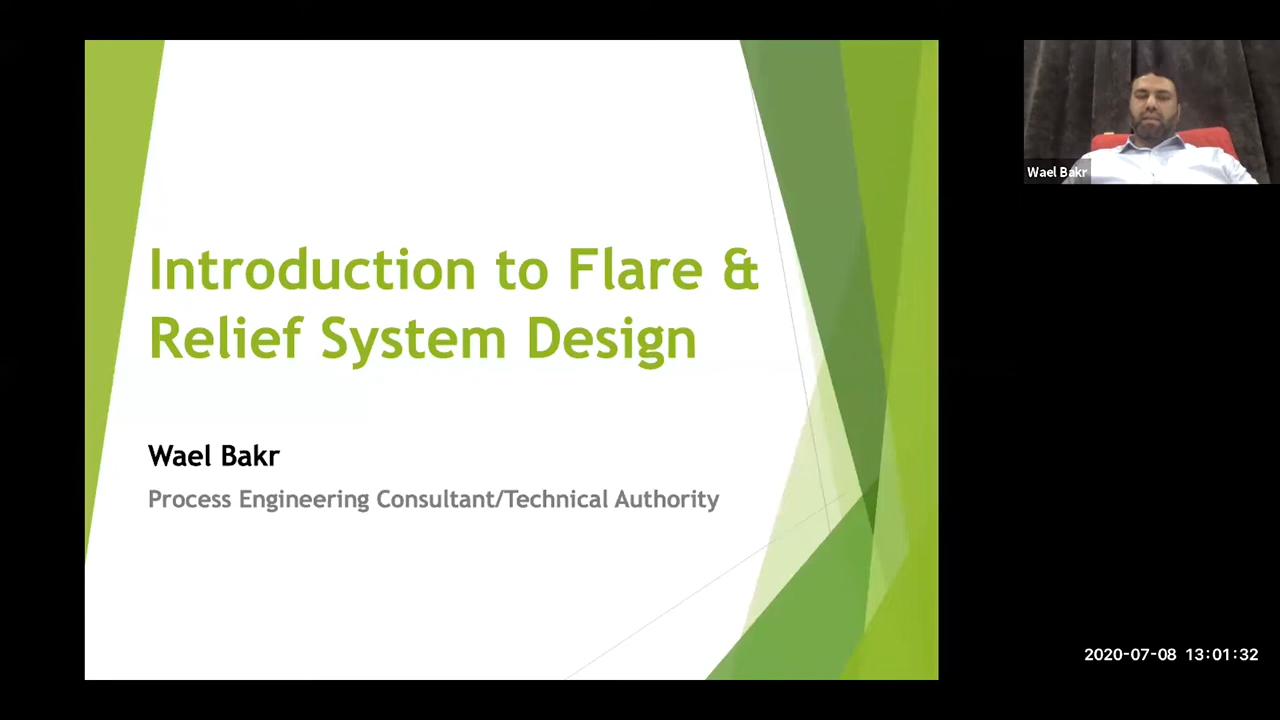 Introduction to Flare &
Relief System Design
Wael Bakr
Process Engineering Consultant/Technical Authority
Wael Bakr
2020-07-08 13:01:32